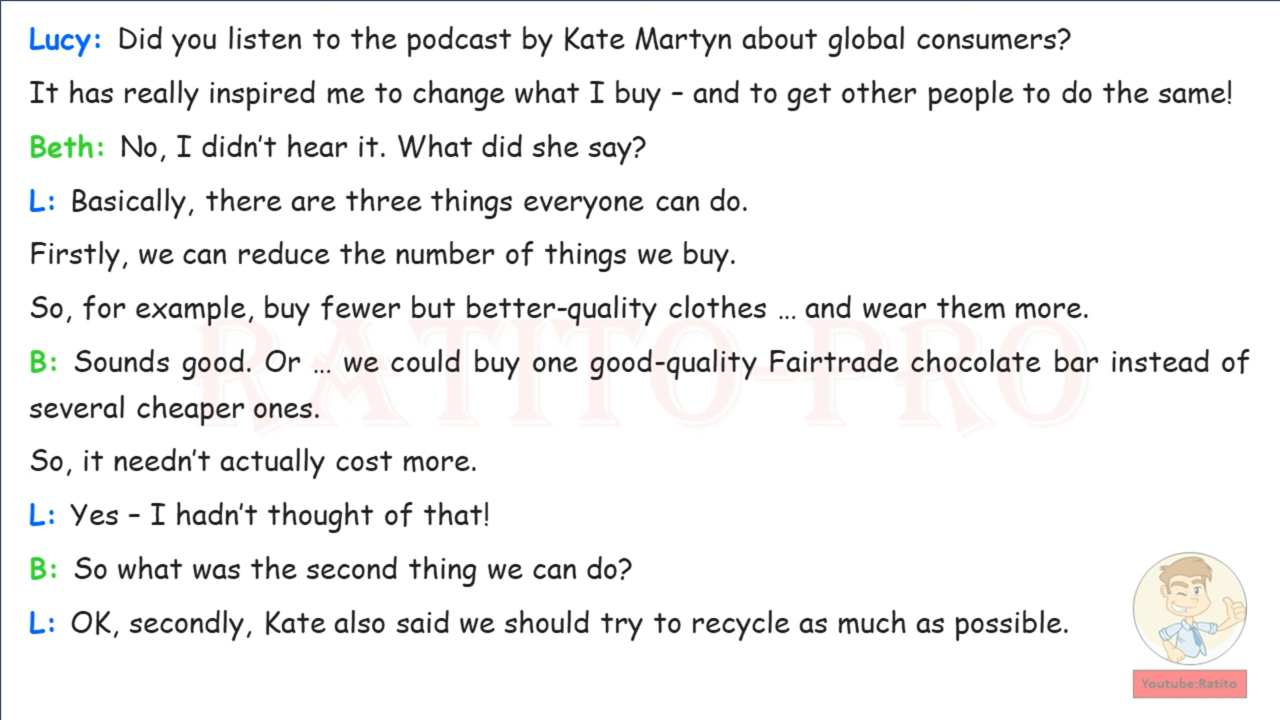 Lucy: Did you listen to the podcast by Kate Martyn about global consumers?
It has really inspired me to change what I buy – and to get other people to do the same!
Beth: No, I didn't hear it. What did she say?
L: Basically, there are three things everyone can do.
Firstly, we can reduce the number of things we buy.
So, for example, buy fewer but better-quality clothes … and wear them more.
RATITO-PRO
B: Sounds good. Or … we could buy one good-quality Fairtrade chocolate bar instead of
several cheaper ones.
So, it needn't actually cost more.
L: Yes – I hadn't thought of that!
B: So what was the second thing we can do?
L: OK, secondly, Kate also said we should try to recycle as much as possible.
Youtube:Ratito